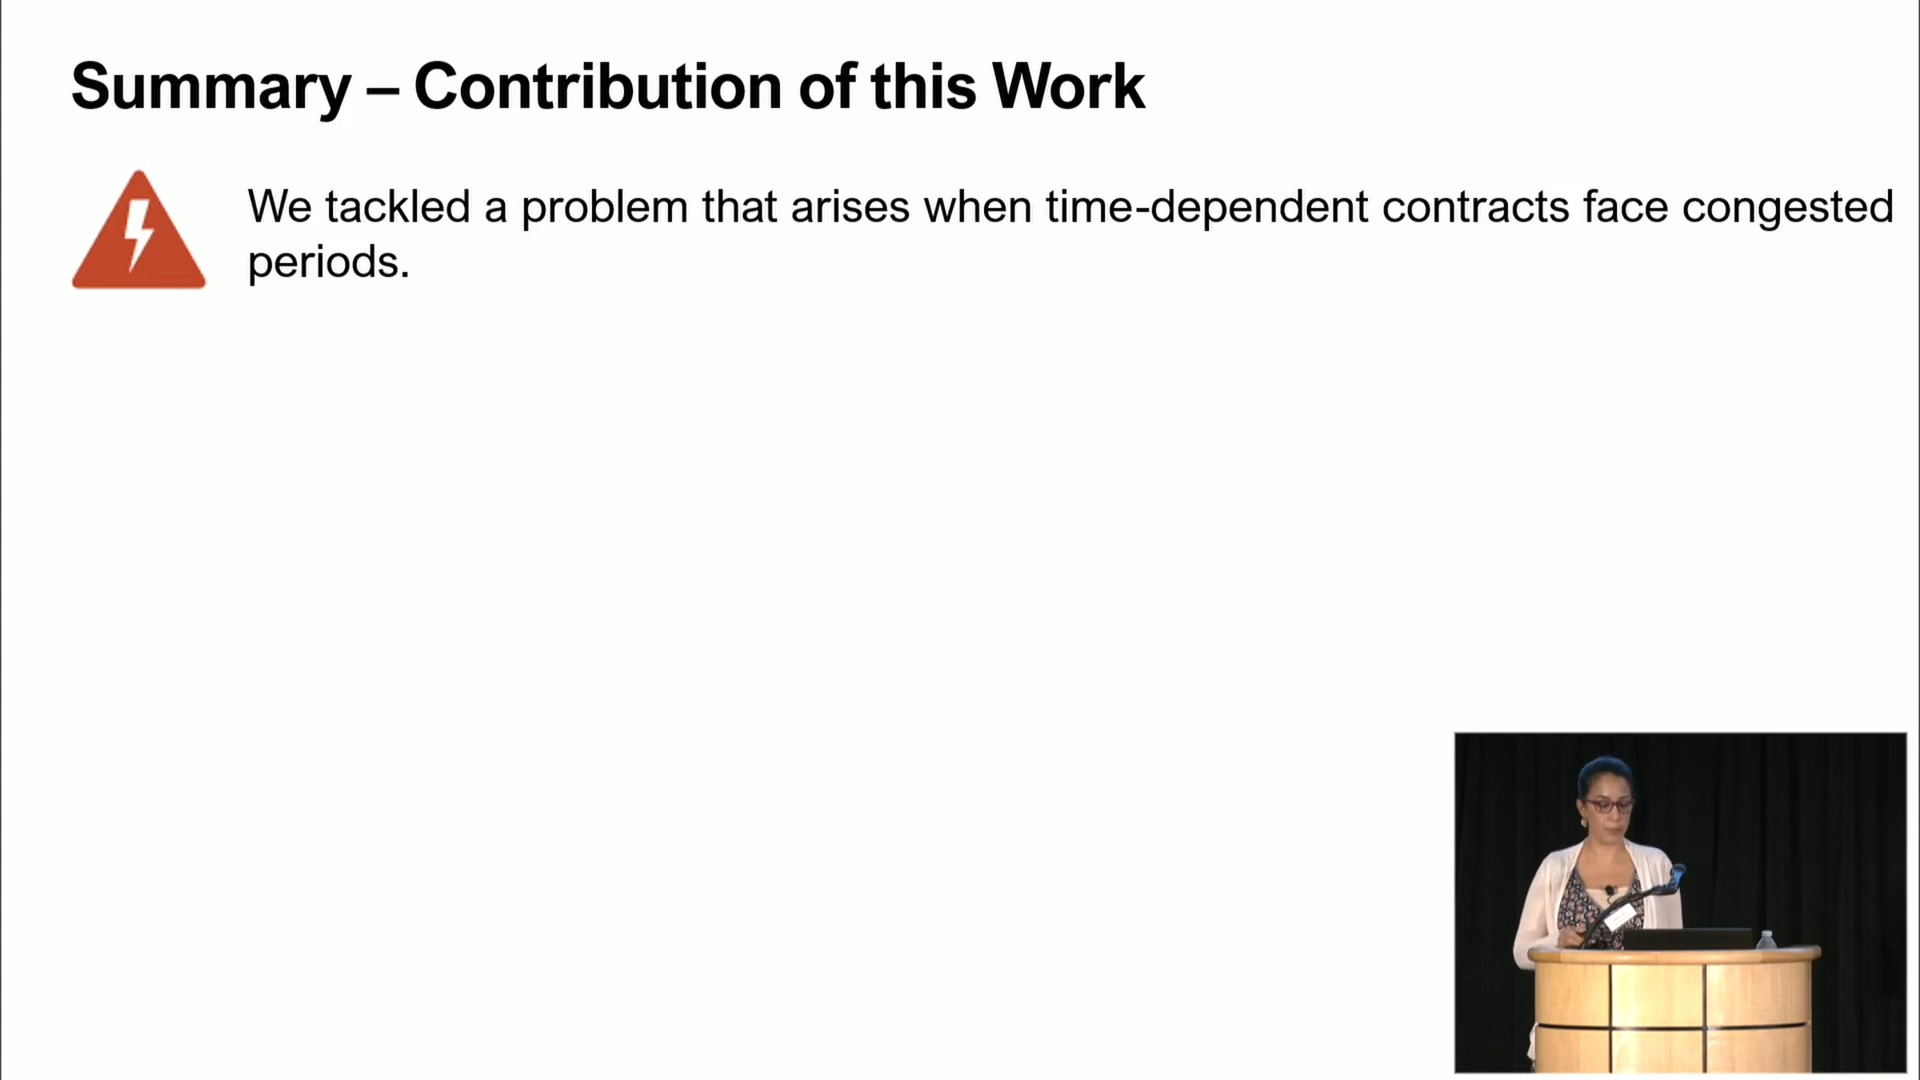 Summary – Contribution of this Work
We tackled a problem that arises when time-dependent contracts face congested
periods.